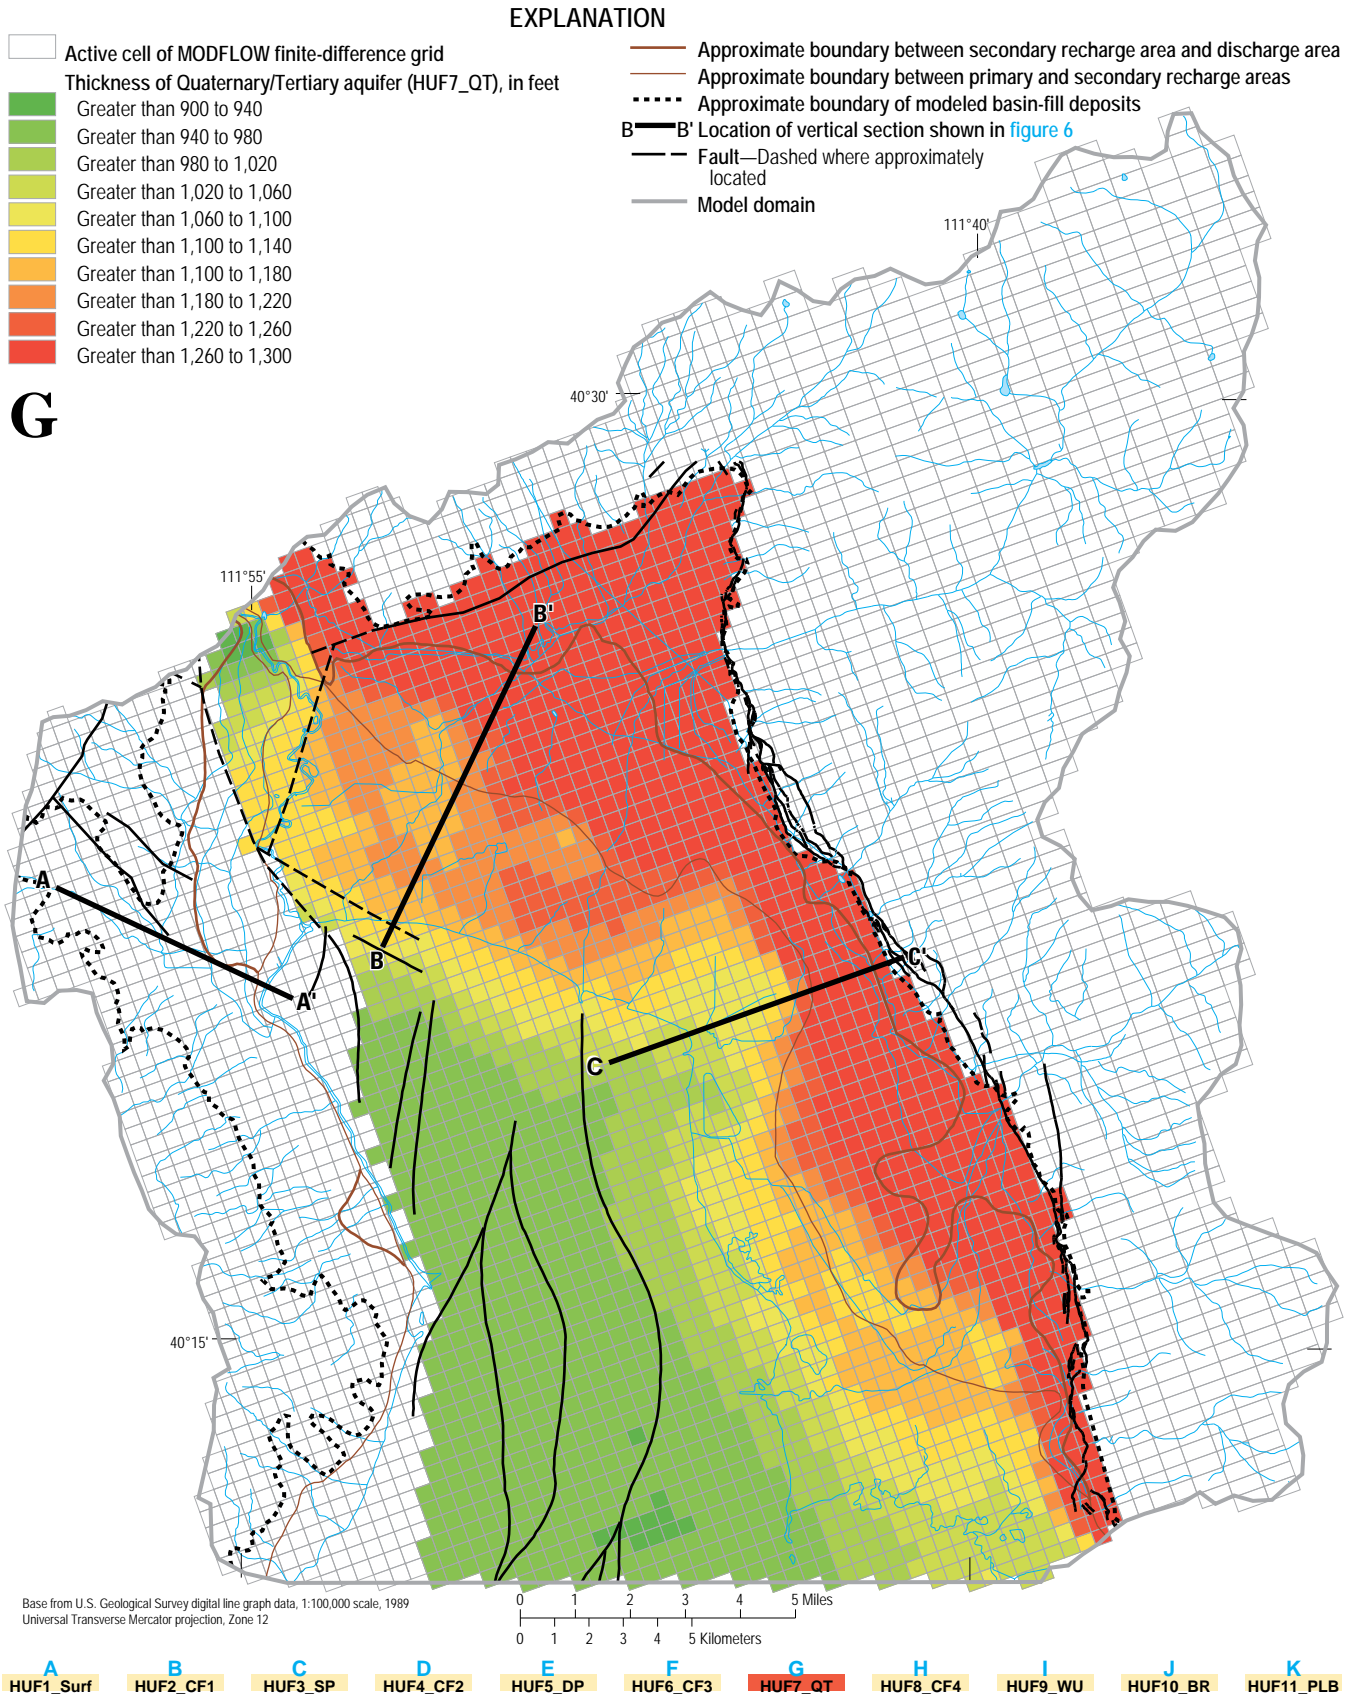 EXPLANATION
Active cell of MODFLOW finite-difference grid
Thickness of Quaternary/Tertiary aquifer (HUF7_QT), in feet
Greater than 900 to 940
Greater than 940 to 980
Greater than 980 to 1,020
Greater than 1,020 to 1,060
Greater than 1,060 to 1,100
Greater than 1,100 to 1,140
Greater than 1,100 to 1,180
Greater than 1,180 to 1,220
Greater than 1,220 to 1,260
Greater than 1,260 to 1,300
Approximate boundary between secondary recharge area and discharge area
Approximate boundary between primary and secondary recharge areas
Approximate boundary of modeled basin-fill deposits
B B' Location of vertical section shown in figure 6
Fault—Dashed where approximately
located
Model domain
G
111°40'
40°30'
111°55'
B'
A
B
C'
A'
C
40°15'
Base from U.S. Geological Survey digital line graph data, 1:100,000 scale, 1989
Universal Transverse Mercator projection, Zone 12
0 1 2 3 4 5 Miles
0 1 2 3 4 5 Kilometers
A B C D E F G H I J K
HUF1_Surf HUF2_CF1 HUF3_SP HUF4_CF2 HUF5_DP HUF6_CF3 HUF7_QT HUF8_CF4 HUF9_WU HUF10_BR HUF11_PLB